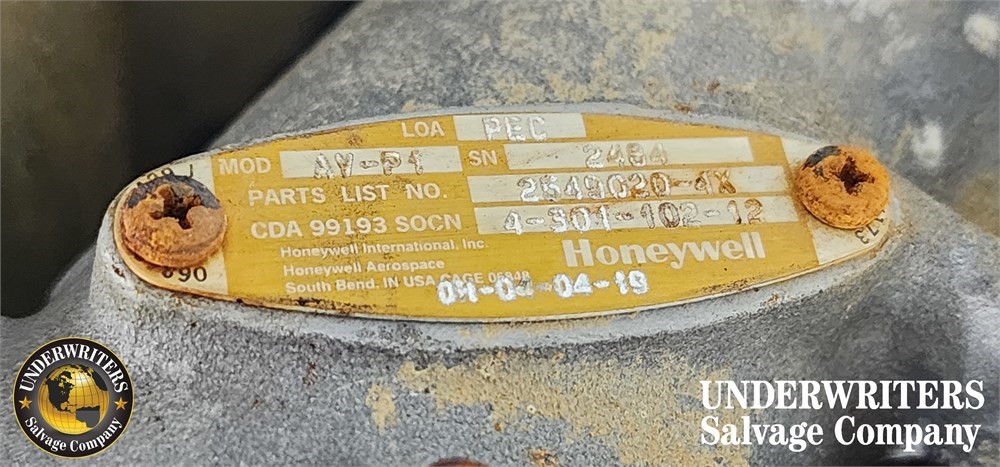 LOA PEC
MOD AV-P1 SN 2484
PARTS LIST NO. 2549020-4X
CDA 99193 SOCN 4-301-102-12
Honeywell International, Inc.
Honeywell Aerospace
South Bend. IN USA CAGE 06848
Honeywell
OH-04-04-19
UNDERWRITERS
Salvage Company
UNDERWRITERS
Salvage Company